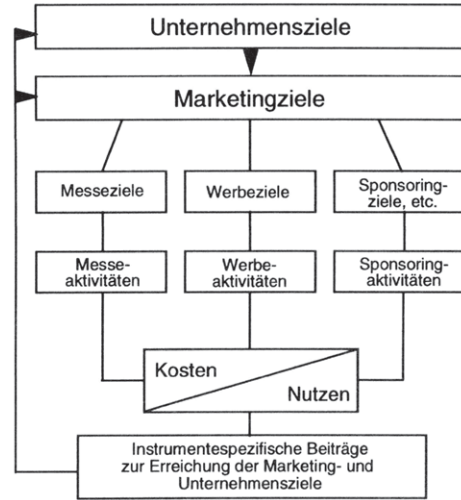 Unternehmensziele
Marketingziele
Messeziele
Werbeziele
Sponsoring-
ziele, etc.
Messe-
aktivitäten
Werbe-
aktivitäten
Sponsoring-
aktivitäten
Kosten
Nutzen
Instrumentespezifische Beiträge
zur Erreichung der Marketing- und
Unternehmensziele